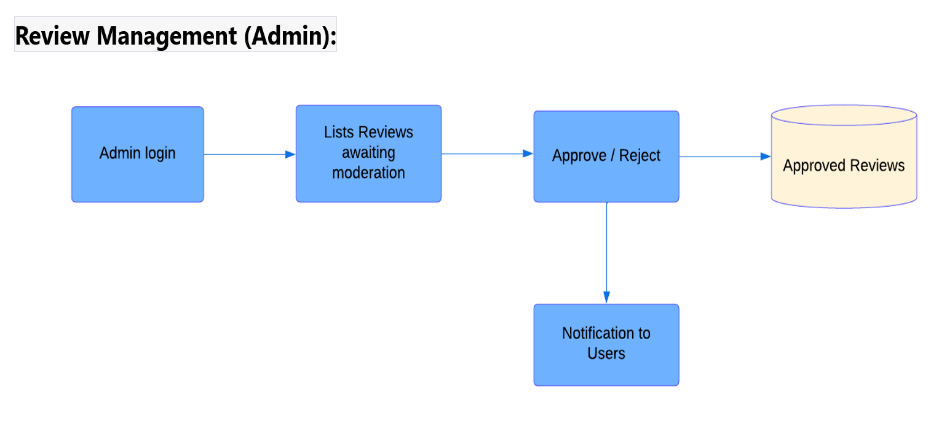 Review Management (Admin):
Admin login
Lists Reviews
awaiting
moderation
Approve / Reject
Approved Reviews
Notification to
Users